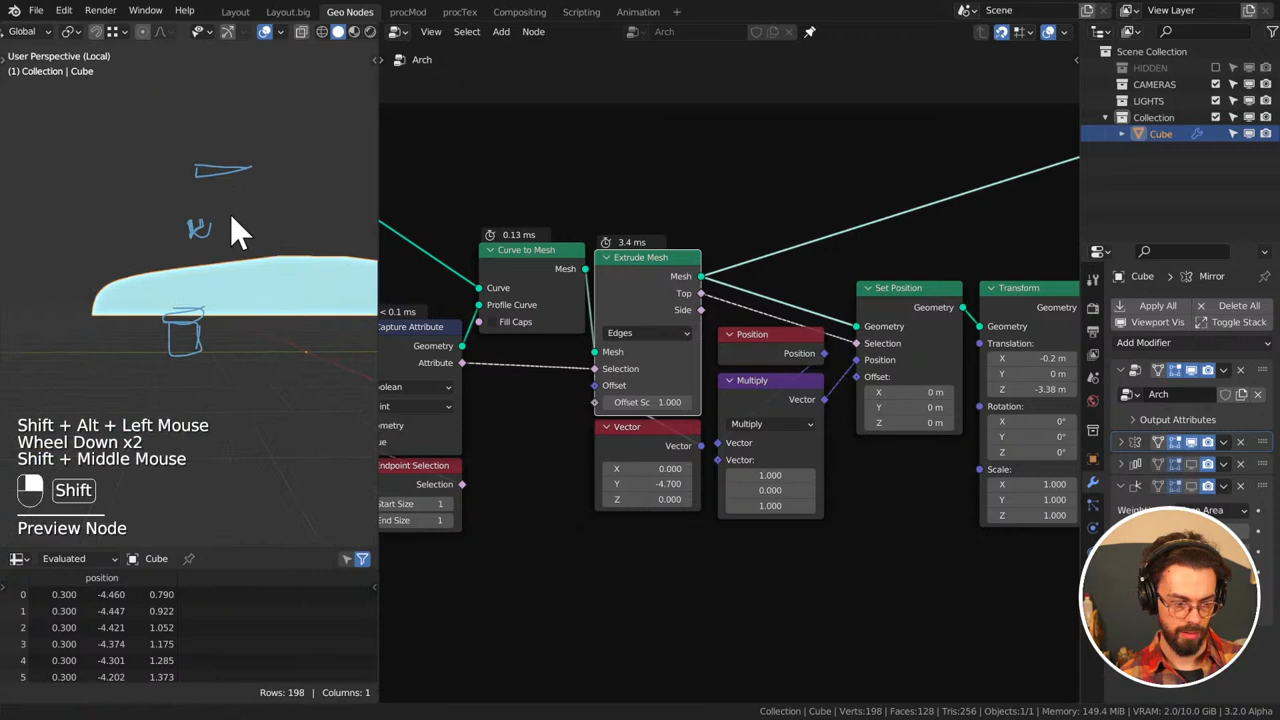 File Edit Render Window Help Layout Layout.big Geo Nodes procMod procTex Compositing Scripting Animation + Scene View Layer
Global View Select Add Node Arch
User Perspective (Local)
(1) Collection | Cube
Arch
Scene Collection
HIDDEN
CAMERAS
LIGHTS
Collection
Cube
0.13 ms
Curve to Mesh
Mesh
Curve
Profile Curve
Fill Caps
3.4 ms
Extrude Mesh
Mesh
Top
Side
Edges
Mesh
Selection
Offset
Offset Sc 1.000
< 0.1 ms
Capture Attribute
Geometry
Attribute
oolean
int
eometry
ue
Endpoint Selection
Selection
Start Size 1
End Size 1
Vector
Vector
X 0.000
Y -4.700
Z 0.000
Position
Position
Multiply
Vector
Multiply
Vector
Vector:
1.000
0.000
1.000
Set Position
Geometry
Geometry
Selection
Position
Offset:
X 0 m
Y 0 m
Z 0 m
Transform
Geometry
Geometry
Translation:
X -0.2 m
Y 0 m
Z -3.38 m
Rotation:
X 0°
Y 0°
Z 0°
Scale:
X 1.000
Y 1.000
Z 1.000
Cube Mirror
Apply All Delete All
Viewport Vis Toggle Stack
Add Modifier
Arch
Output Attributes
Shift + Alt + Left Mouse
Wheel Down x2
Shift + Middle Mouse
Shift
Preview Node
Evaluated Cube
position
0 0.300 -4.460 0.790
1 0.300 -4.447 0.922
2 0.300 -4.421 1.052
3 0.300 -4.374 1.175
4 0.300 -4.301 1.285
5 0.300 -4.202 1.373
Rows: 198 | Columns: 1
Collection | Cube | Verts:198 | Faces:128 | Tris:256 | Objects:1/1 | Memory: 149.4 MiB | VRAM: 2.0/10.0 GiB | 3.2.0 Alpha